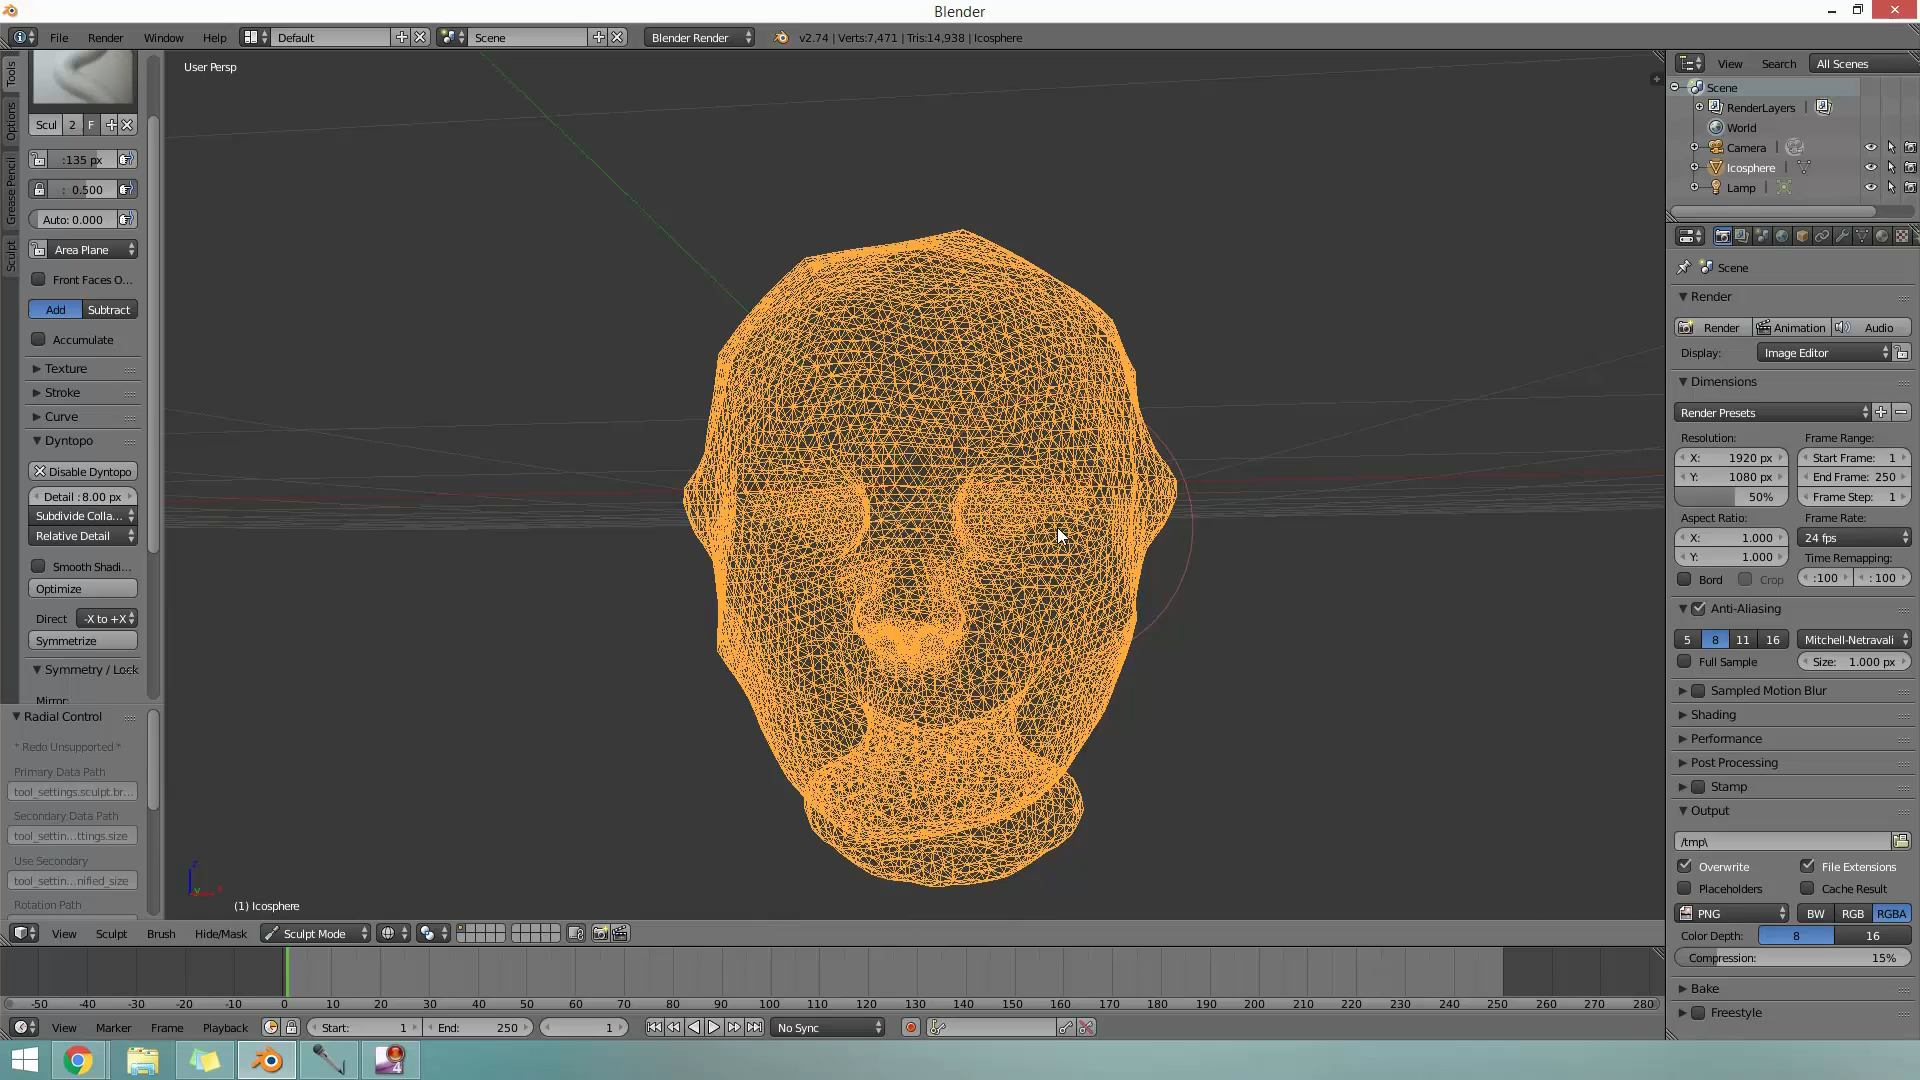 Blender
File Render Window Help Default Scene Blender Render v2.74 | Verts:7,471 | Tris:14,938 | Icosphere
User Persp
Tools
Options
Grease Pencil
Sculpt
Scul 2 F
:135 px
: 0.500
Auto: 0.000
Area Plane
Front Faces O...
Add Subtract
Accumulate
Texture
Stroke
Curve
Dyntopo
Disable Dyntopo
Detail :8.00 px
Subdivide Colla...
Relative Detail
Smooth Shadi...
Optimize
Direct -X to +X
Symmetrize
Symmetry / Lock
Mirror:
Radial Control
* Redo Unsupported *
Primary Data Path
tool_settings.sculpt.br...
Secondary Data Path
tool_settin...ttings.size
Use Secondary
tool_settin...nified_size
Rotation Path
(1) Icosphere
View Sculpt Brush Hide/Mask Sculpt Mode
-50 -40 -30 -20 -10 0 10 20 30 40 50 60 70 80 90 100 110 120 130 140 150 160 170 180 190 200 210 220 230 240 250 260 270 280
View Marker Frame Playback Start: 1 End: 250 1 No Sync
View Search All Scenes
Scene
RenderLayers |
World
Camera |
Icosphere |
Lamp |
Scene
Render
Render Animation Audio
Display: Image Editor
Dimensions
Render Presets
Resolution: Frame Range:
X: 1920 px Start Frame: 1
Y: 1080 px End Frame: 250
50% Frame Step: 1
Aspect Ratio: Frame Rate:
X: 1.000 24 fps
Y: 1.000 Time Remapping:
Bord Crop :100 : 100
Anti-Aliasing
5 8 11 16 Mitchell-Netravali
Full Sample Size: 1.000 px
Sampled Motion Blur
Shading
Performance
Post Processing
Stamp
Output
/tmp\
Overwrite File Extensions
Placeholders Cache Result
PNG BW RGB RGBA
Color Depth: 8 16
Compression: 15%
Bake
Freestyle
4